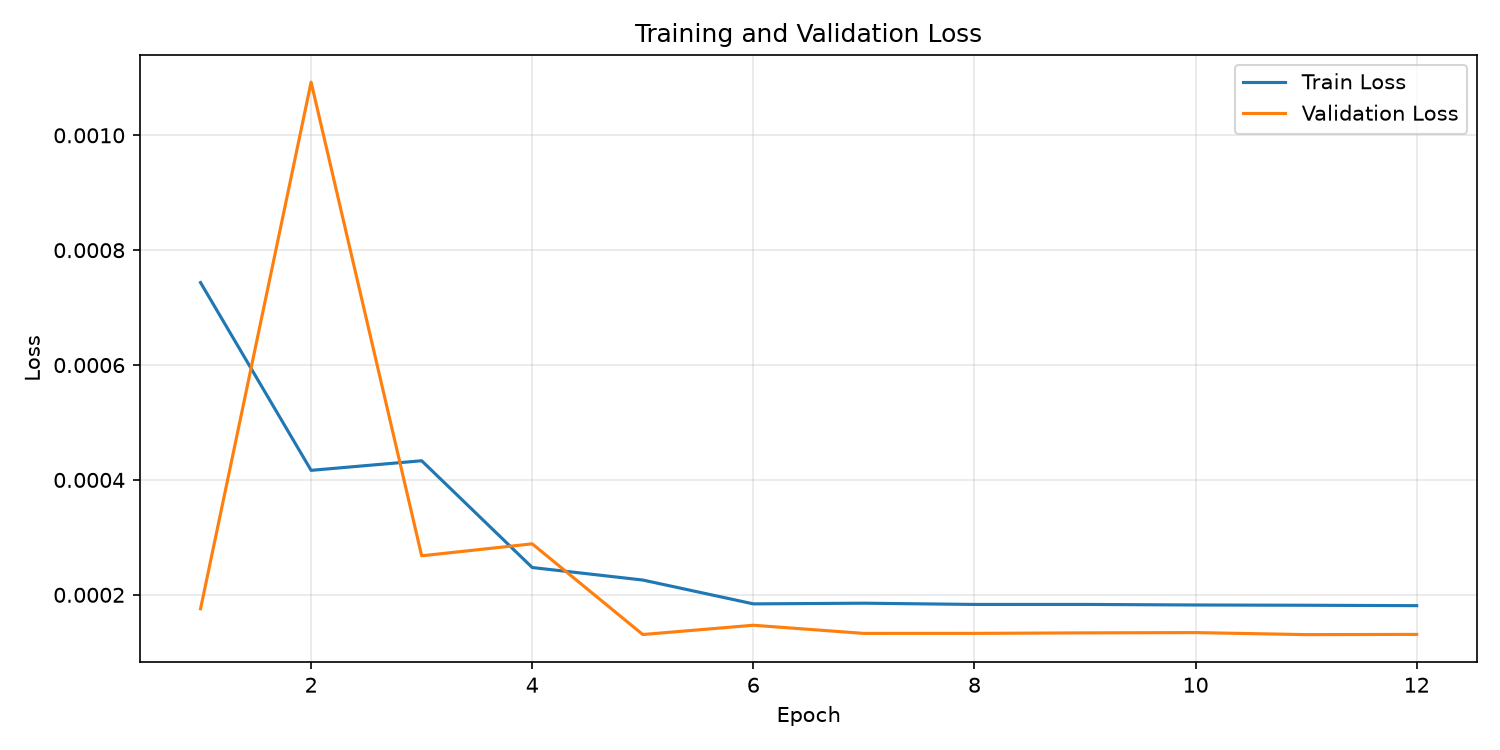 Training and Validation Loss
Train Loss
Validation Loss
0.0010
0.0008
0.0006
0.0004
0.0002
Loss
2 4 6 8 10 12
Epoch